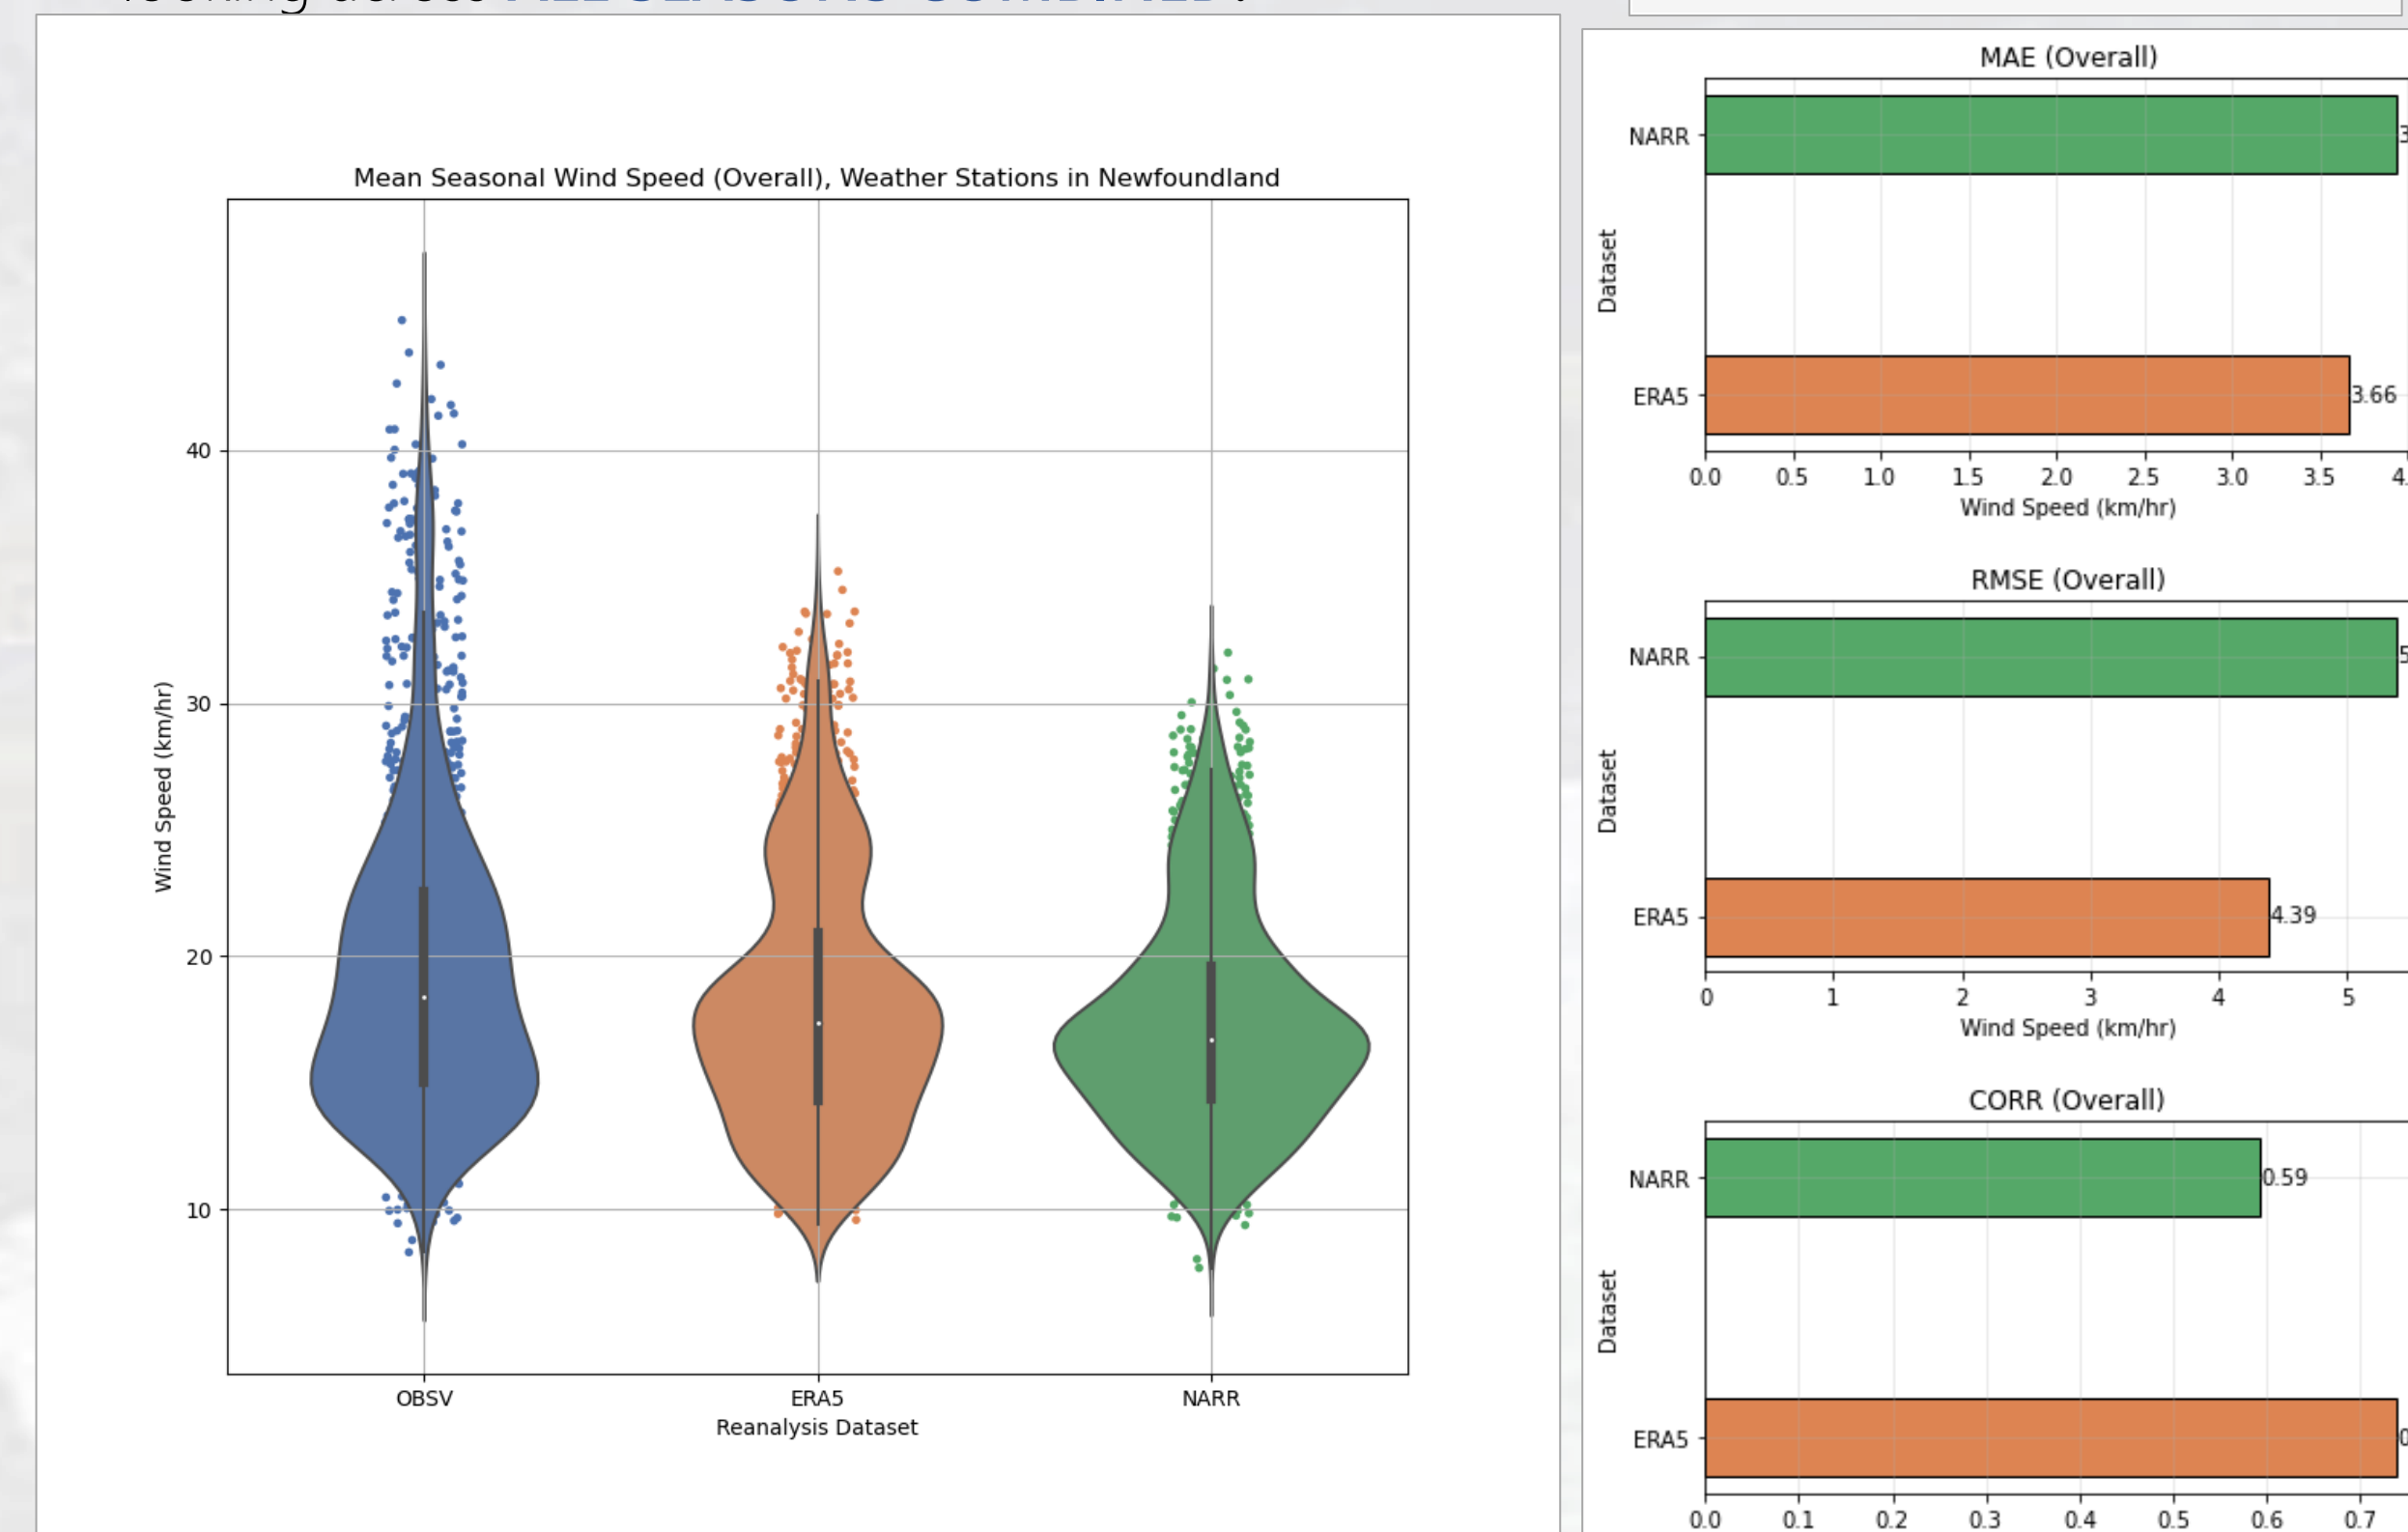 Mean Seasonal Wind Speed (Overall), Weather Stations in Newfoundland
Wind Speed (km/hr)
40
30
20
10
OBSV ERA5 NARR
Reanalysis Dataset
MAE (Overall)
Dataset
NARR
ERA5
3.66
0.0 0.5 1.0 1.5 2.0 2.5 3.0 3.5
Wind Speed (km/hr)
RMSE (Overall)
Dataset
NARR
ERA5
4.39
0 1 2 3 4 5
Wind Speed (km/hr)
CORR (Overall)
Dataset
NARR
0.59
ERA5
0.0 0.1 0.2 0.3 0.4 0.5 0.6 0.7